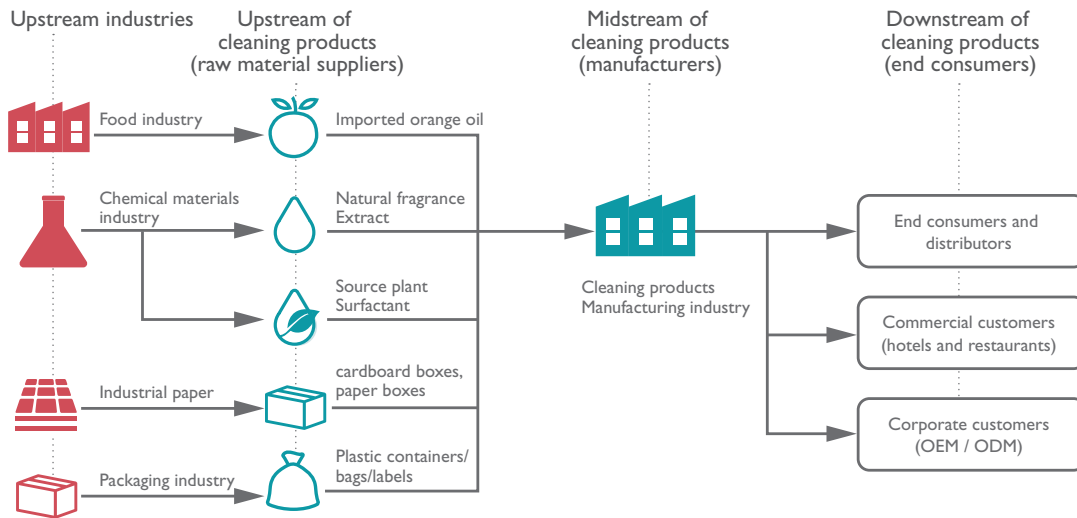 Upstream industries
Upstream of
cleaning products
(raw material suppliers)
Midstream of
cleaning products
(manufacturers)
Downstream of
cleaning products
(end consumers)
Food industry
Imported orange oil
Chemical materials
industry
Natural fragrance
Extract
Source plant
Surfactant
Industrial paper
cardboard boxes,
paper boxes
Packaging industry
Plastic containers/
bags/labels
Cleaning products
Manufacturing industry
End consumers and
distributors
Commercial customers
(hotels and restaurants)
Corporate customers
(OEM / ODM)